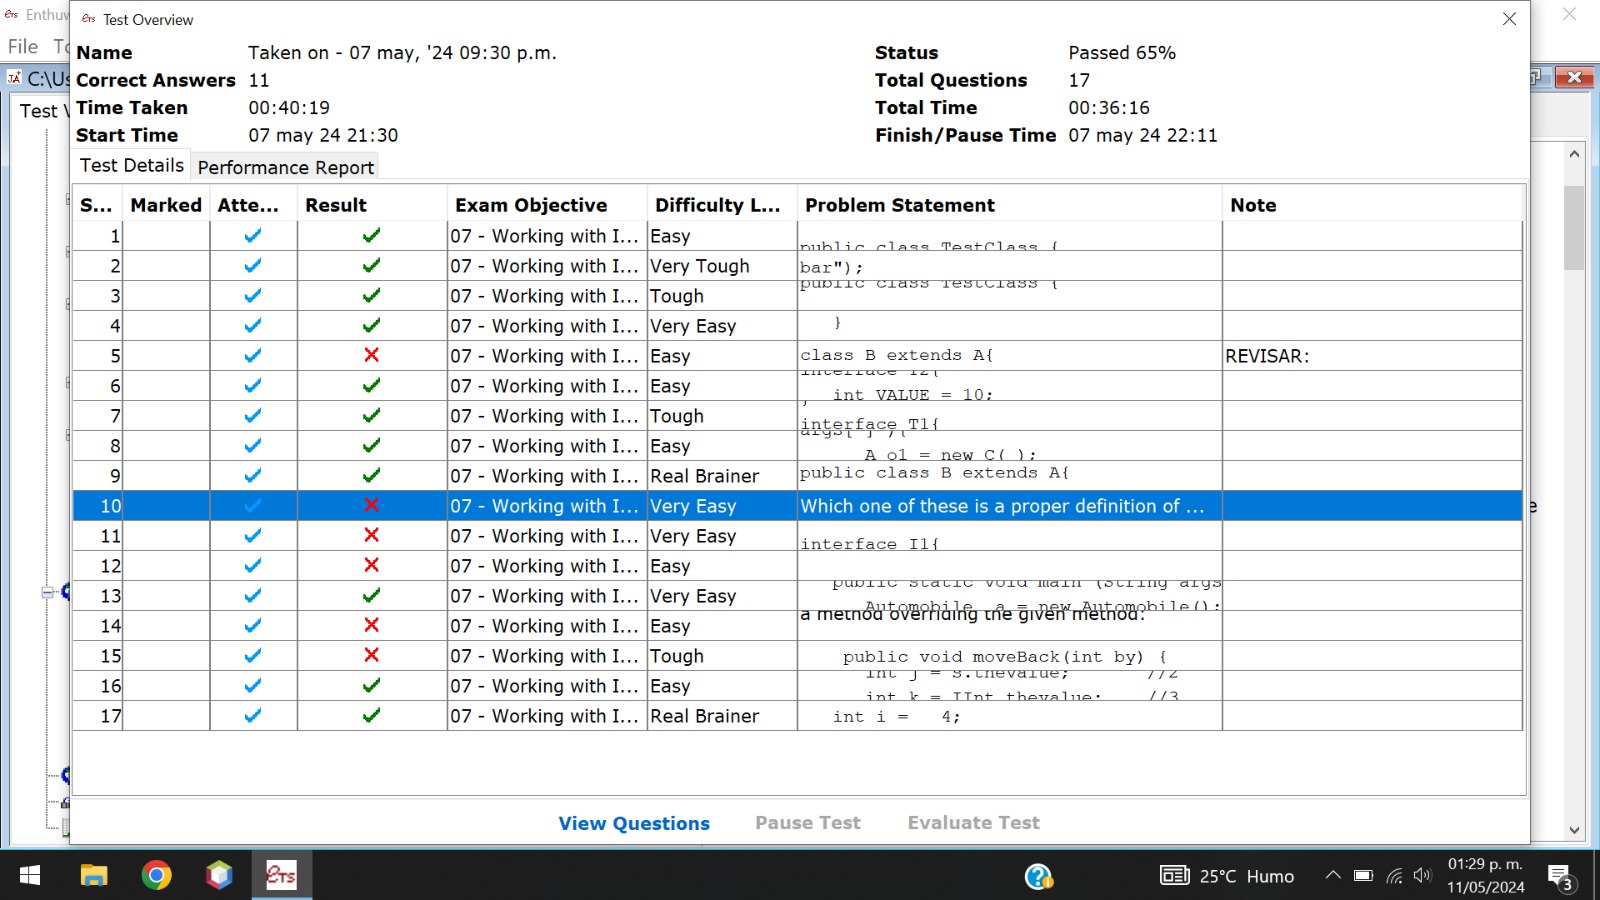 Enthuw
Test Overview
File To
Name Taken on - 07 may, '24 09:30 p.m. Status Passed 65%
C:\Us
Correct Answers 11 Total Questions 17
Test V
Time Taken 00:40:19 Total Time 00:36:16
Start Time 07 may 24 21:30 Finish/Pause Time 07 may 24 22:11
Test Details Performance Report
S... Marked Atte... Result Exam Objective Difficulty L... Problem Statement Note
1 07 - Working with I... Easy public class TestClass {
2 07 - Working with I... Very Tough bar");
3 07 - Working with I... Tough public class TestClass {
4 07 - Working with I... Very Easy }
5 07 - Working with I... Easy class B extends A{ REVISAR:
6 07 - Working with I... Easy interface I2{
int VALUE = 10;
7 07 - Working with I... Tough interface T1{
8 07 - Working with I... Easy args[ ] ){
A o1 = new C( );
9 07 - Working with I... Real Brainer public class B extends A{
10 07 - Working with I... Very Easy Which one of these is a proper definition of ...
11 07 - Working with I... Very Easy interface I1{
12 07 - Working with I... Easy
13 07 - Working with I... Very Easy public static void main (String args
Automobile a = new Automobile();
14 07 - Working with I... Easy a method overriding the given method:
15 07 - Working with I... Tough public void moveBack(int by) {
16 07 - Working with I... Easy int j = s.thevalue; //2
int k = IInt.thevalue; //3
17 07 - Working with I... Real Brainer int i = 4;
View Questions Pause Test Evaluate Test
ETS
25°C Humo
01:29 p. m.
11/05/2024
3